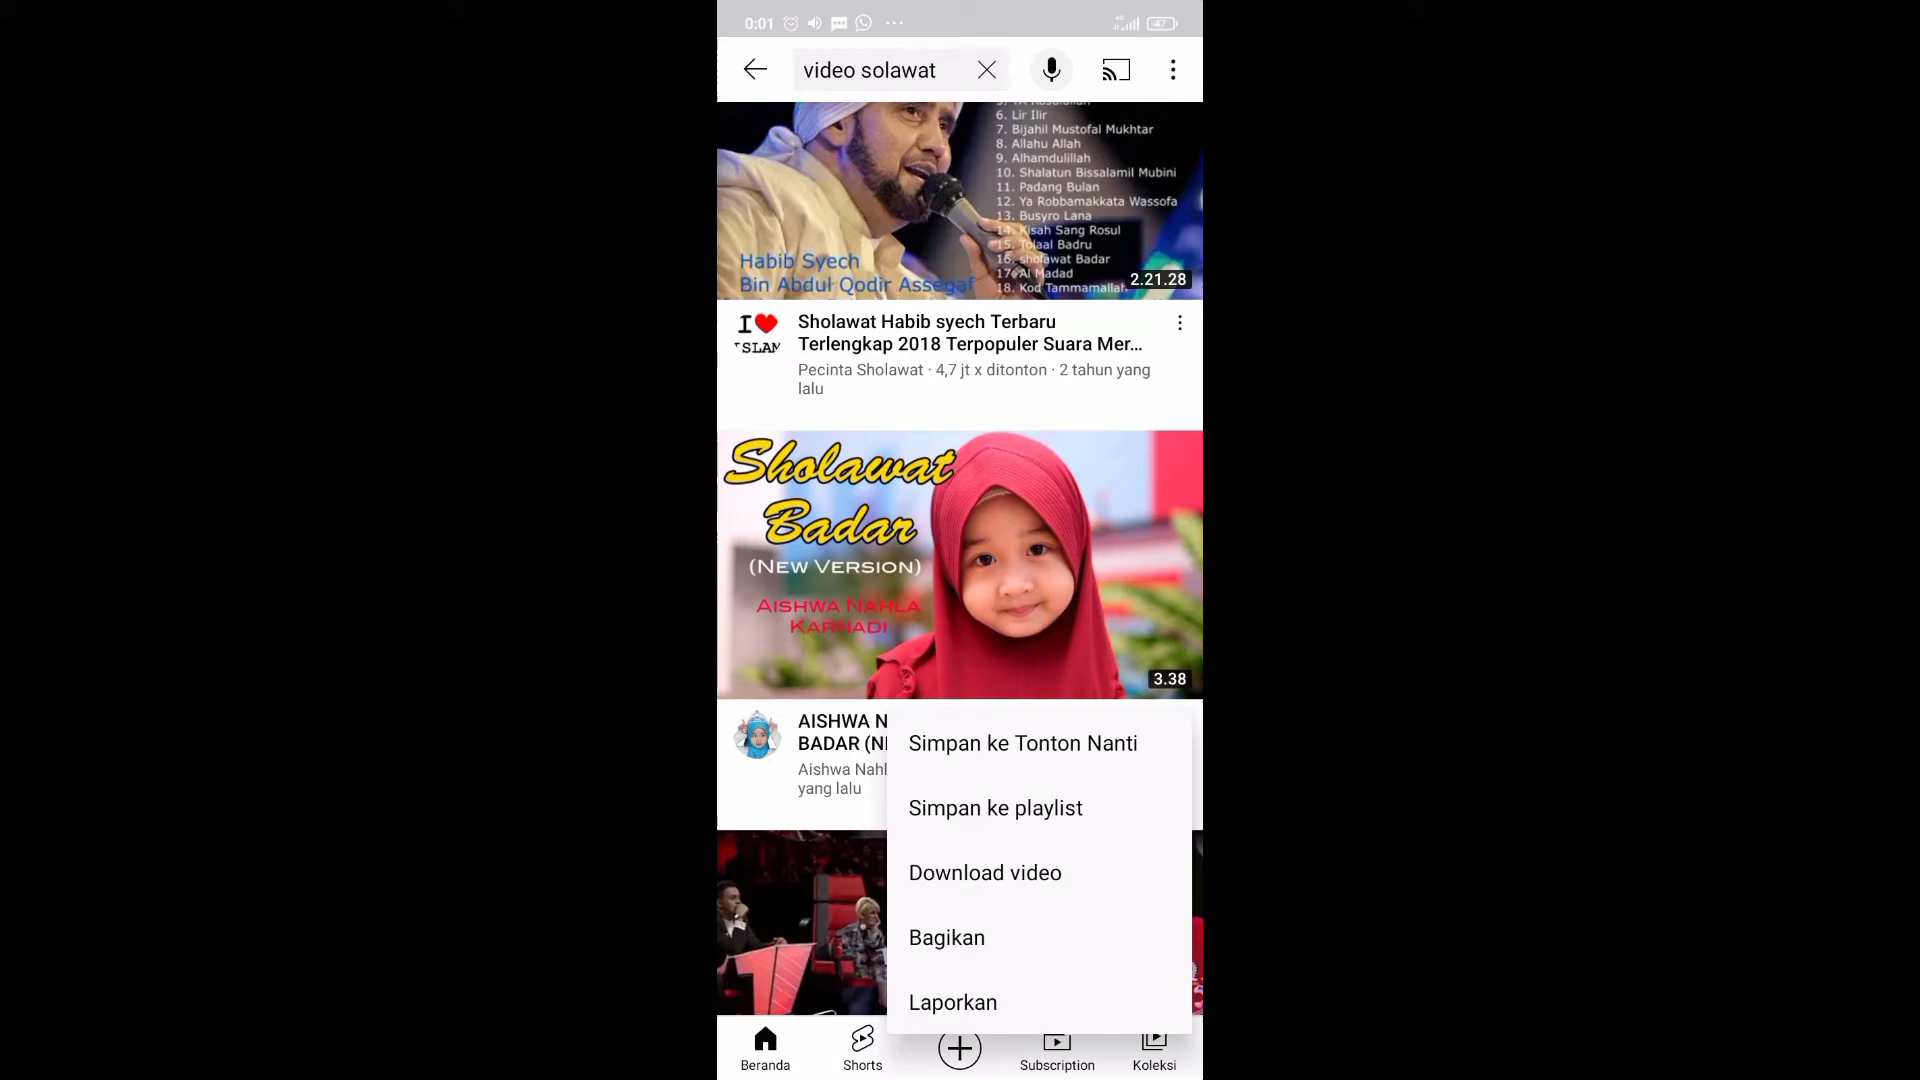 0:01
4G
47
video solawat
6. Lir Ilir
7. Bijahil Mustofal Mukhtar
8. Allahu Allah
9. Alhamdulillah
10. Shalatun Bissalamil Mubini
11. Padang Bulan
12. Ya Robbamakkata Wassofa
13. Busyro Lana
14. Kisah Sang Rosul
15. Tolaal Badru
16. sholawat Badar
17. Al Madad
18. Kod Tammamallah
Habib Syech
Bin Abdul Qodir Assegaf
2.21.28
I
ISLAM
Sholawat Habib syech Terbaru
Terlengkap 2018 Terpopuler Suara Mer...
Pecinta Sholawat · 4,7 jt x ditonton · 2 tahun yang
lalu
Sholawat
Badar
(New Version)
Aishwa Nahla
Karnadi
3.38
AISHWA N
BADAR (N
Aishwa Nahl
yang lalu
Simpan ke Tonton Nanti
Simpan ke playlist
Download video
Bagikan
Laporkan
Beranda
Shorts
Subscription
Koleksi